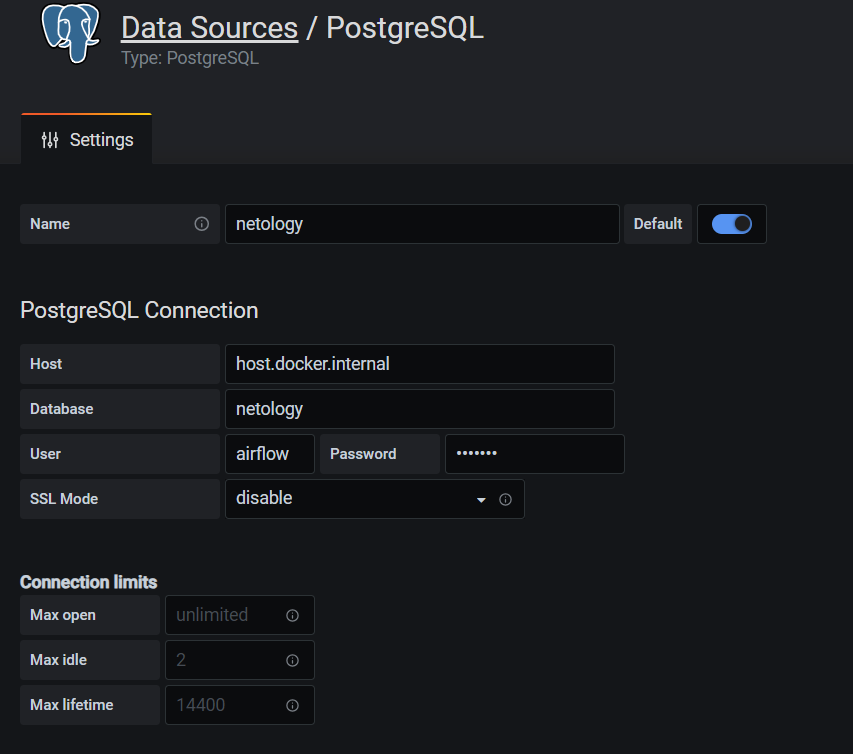 Data Sources / PostgreSQL
Type: PostgreSQL
Settings
Name netology Default
PostgreSQL Connection
Host host.docker.internal
Database netology
User airflow Password •••••••
SSL Mode disable
Connection limits
Max open unlimited
Max idle 2
Max lifetime 14400